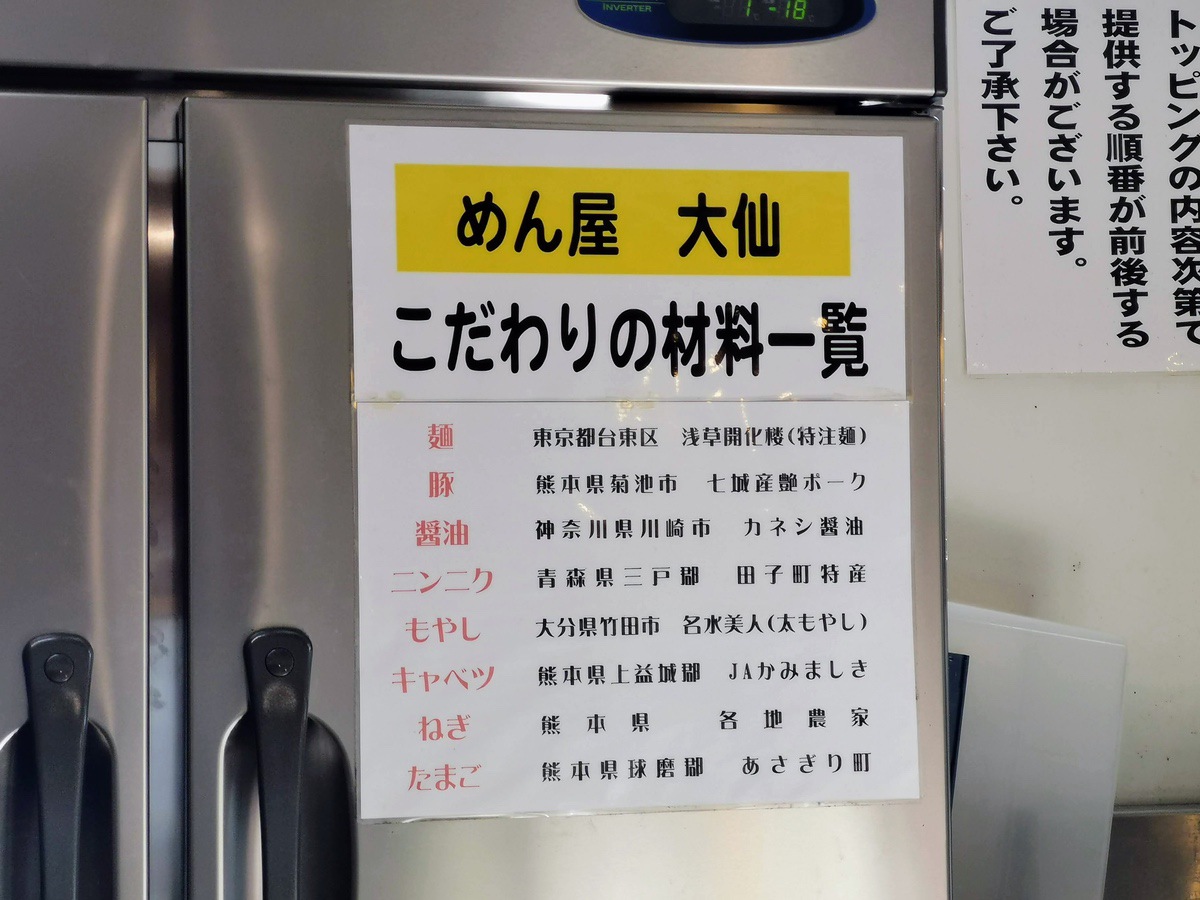 INVERTER
1 -18
めん屋 大仙
こだわりの材料一覧
麺 東京都台東区 浅草開化楼(特注麺)
豚 熊本県菊池市 七城産艶ポーク
醤油 神奈川県川崎市 カネシ醤油
ニンニク 青森県三戸郡 田子町特産
もやし 大分県竹田市 名水美人(太もやし)
キャベツ 熊本県上益城郡 JAかみましき
ねぎ 熊本県 各地農家
たまご 熊本県球磨郡 あさぎり町
トッピングの内容次第で
提供する順番が前後する
場合がございます。
ご了承下さい。